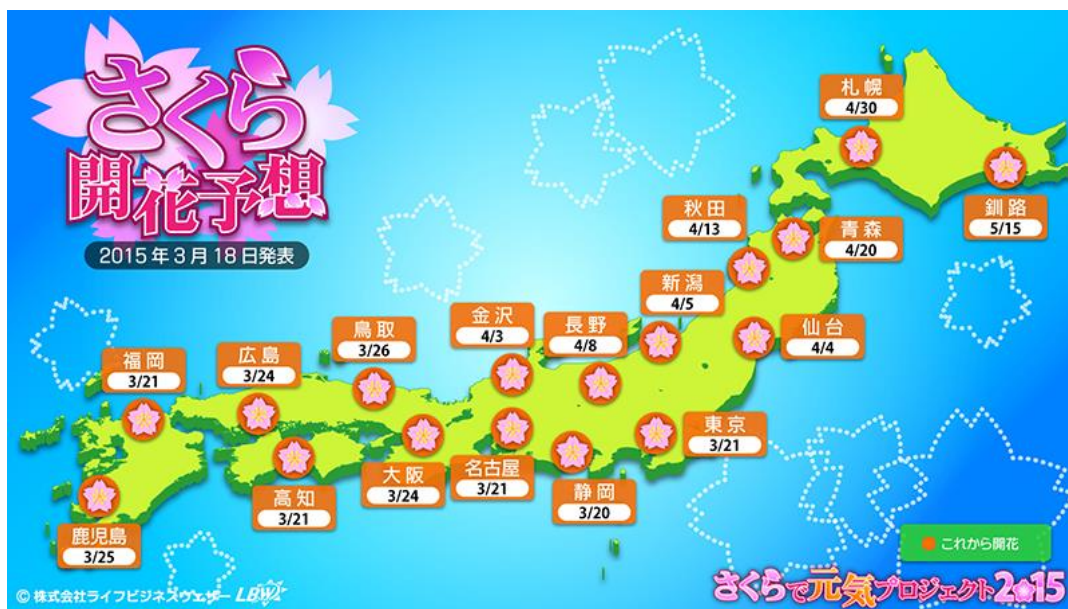 さくら
開花予想
2015年3月18日発表
札幌
4/30
釧路
5/15
秋田
4/13
青森
4/20
新潟
4/5
仙台
4/4
金沢
4/3
長野
4/8
鳥取
3/26
広島
3/24
福岡
3/21
東京
3/21
名古屋
3/21
静岡
3/20
大阪
3/24
高知
3/21
鹿児島
3/25
これから開花
さくらで元気プロジェクト2015
© 株式会社ライフビジネスウェザー LBW